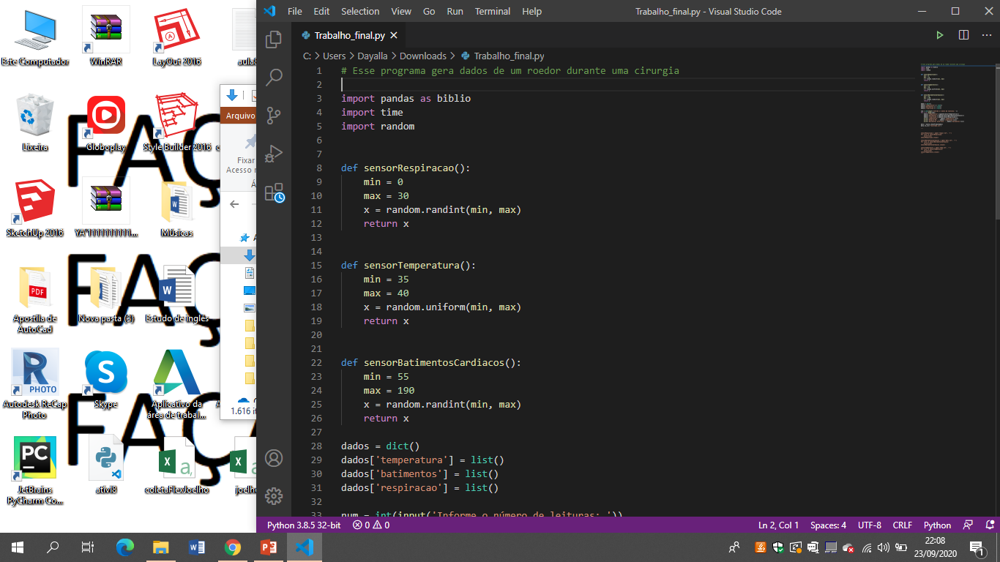 Este Computador
WinRAR
LayOut 2016
Lixeira
Globoplay
Style Builder 2016
SketchUp 2016
YA'1111111111...
Músicas
Apostila de
AutoCad
Nova pasta (3)
Estudo de inglês
Autodesk ReCap
Photo
PHOTO
Skype
Aplicativo da
área de trabal...
JetBrains
PyCharm Co...
ativi8
coletaFlexJoelho
joelho
PDF
PC
FAÇ
FAÇ
FAÇ
Arquivo
Fixar
Acesso
1.616 it
File Edit Selection View Go Run Terminal Help
Trabalho_final.py - Visual Studio Code
Trabalho_final.py
C: > Users > Dayalla > Downloads > Trabalho_final.py
1 # Esse programa gera dados de um roedor durante uma cirurgia
2
3 import pandas as biblio
4 import time
5 import random
6
7
8 def sensorRespiracao():
9 min = 0
10 max = 30
11 x = random.randint(min, max)
12 return x
13
14
15 def sensorTemperatura():
16 min = 35
17 max = 40
18 x = random.uniform(min, max)
19 return x
20
21
22 def sensorBatimentosCardiacos():
23 min = 55
24 max = 190
25 x = random.randint(min, max)
26 return x
27
28 dados = dict()
29 dados['temperatura'] = list()
30 dados['batimentos'] = list()
31 dados['respiracao'] = list()
32
33 num = int(input('Informe o número de leituras: '))
Python 3.8.5 32-bit
0
0
Ln 2, Col 1
Spaces: 4
UTF-8
CRLF
Python
22:08
23/09/2020
1